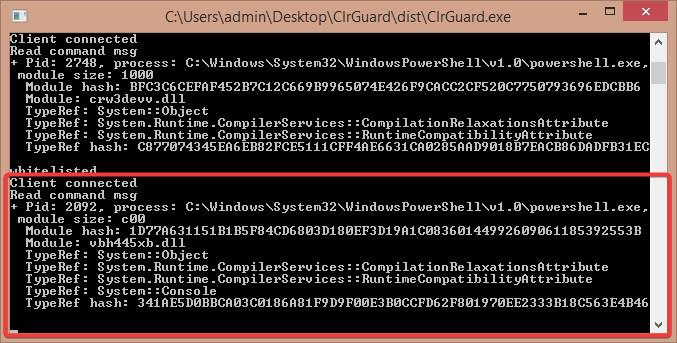 C:\Users\admin\Desktop\ClrGuard\dist\ClrGuard.exe
Client connected
Read command msg
+ Pid: 2748, process: C:\Windows\System32\WindowsPowerShell\v1.0\powershell.exe,
module size: 1000
Module hash: BFC3C6CEFAF452B7C12C669B9965074E426F9CACC2CF520C7750793696EDCBB6
Module: crw3devv.dll
TypeRef: System::Object
TypeRef: System.Runtime.CompilerServices::CompilationRelaxationsAttribute
TypeRef: System.Runtime.CompilerServices::RuntimeCompatibilityAttribute
TypeRef hash: C877074345EA6EB82FCE5111CFF4AE6631CA0285AAD9018B7EACB86DADFB31EC
whitelisted
Client connected
Read command msg
+ Pid: 2092, process: C:\Windows\System32\WindowsPowerShell\v1.0\powershell.exe,
module size: c00
Module hash: 1D77A631151B1B5F84CD6803D180EF3D19A1C08360144992609061185392553B
Module: vbh445xb.dll
TypeRef: System::Object
TypeRef: System.Runtime.CompilerServices::CompilationRelaxationsAttribute
TypeRef: System.Runtime.CompilerServices::RuntimeCompatibilityAttribute
TypeRef: System::Console
TypeRef hash: 341AE5D0BBCA03C0186A81F9D9F00E3B0CCFD62F801970EE2333B18C563E4B46